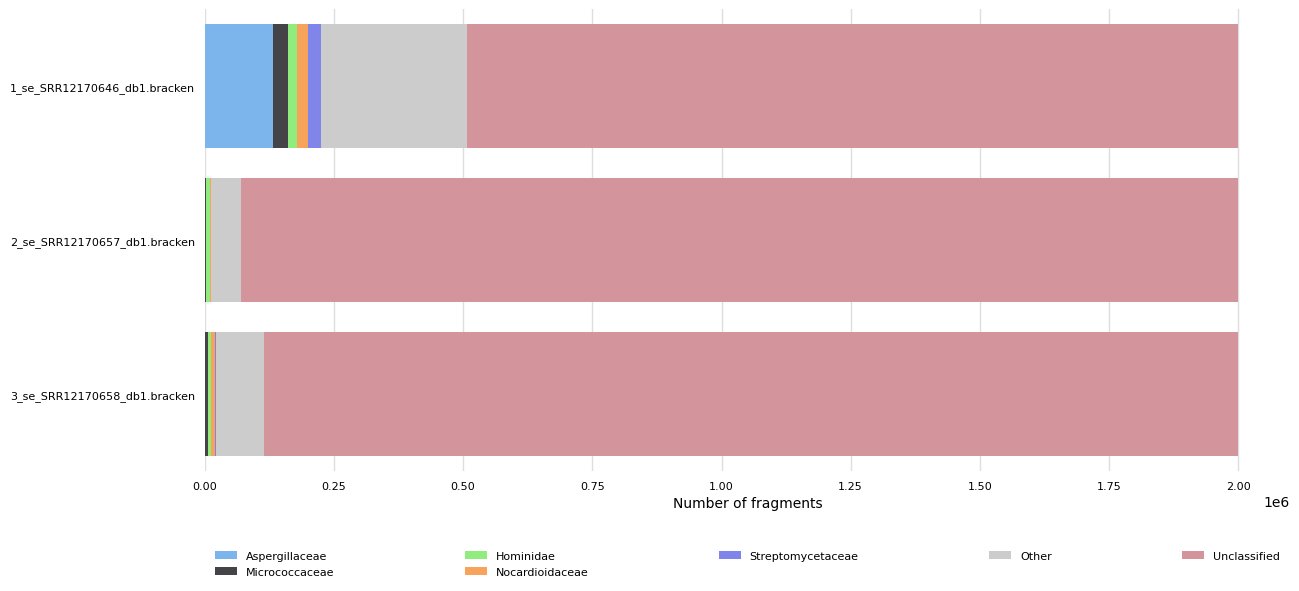 1_se_SRR12170646_db1.bracken
2_se_SRR12170657_db1.bracken
3_se_SRR12170658_db1.bracken
0.00 0.25 0.50 0.75 1.00 1.25 1.50 1.75 2.00
Number of fragments
1e6
Aspergillaceae Hominidae Streptomycetaceae Other Unclassified
Micrococcaceae Nocardioidaceae